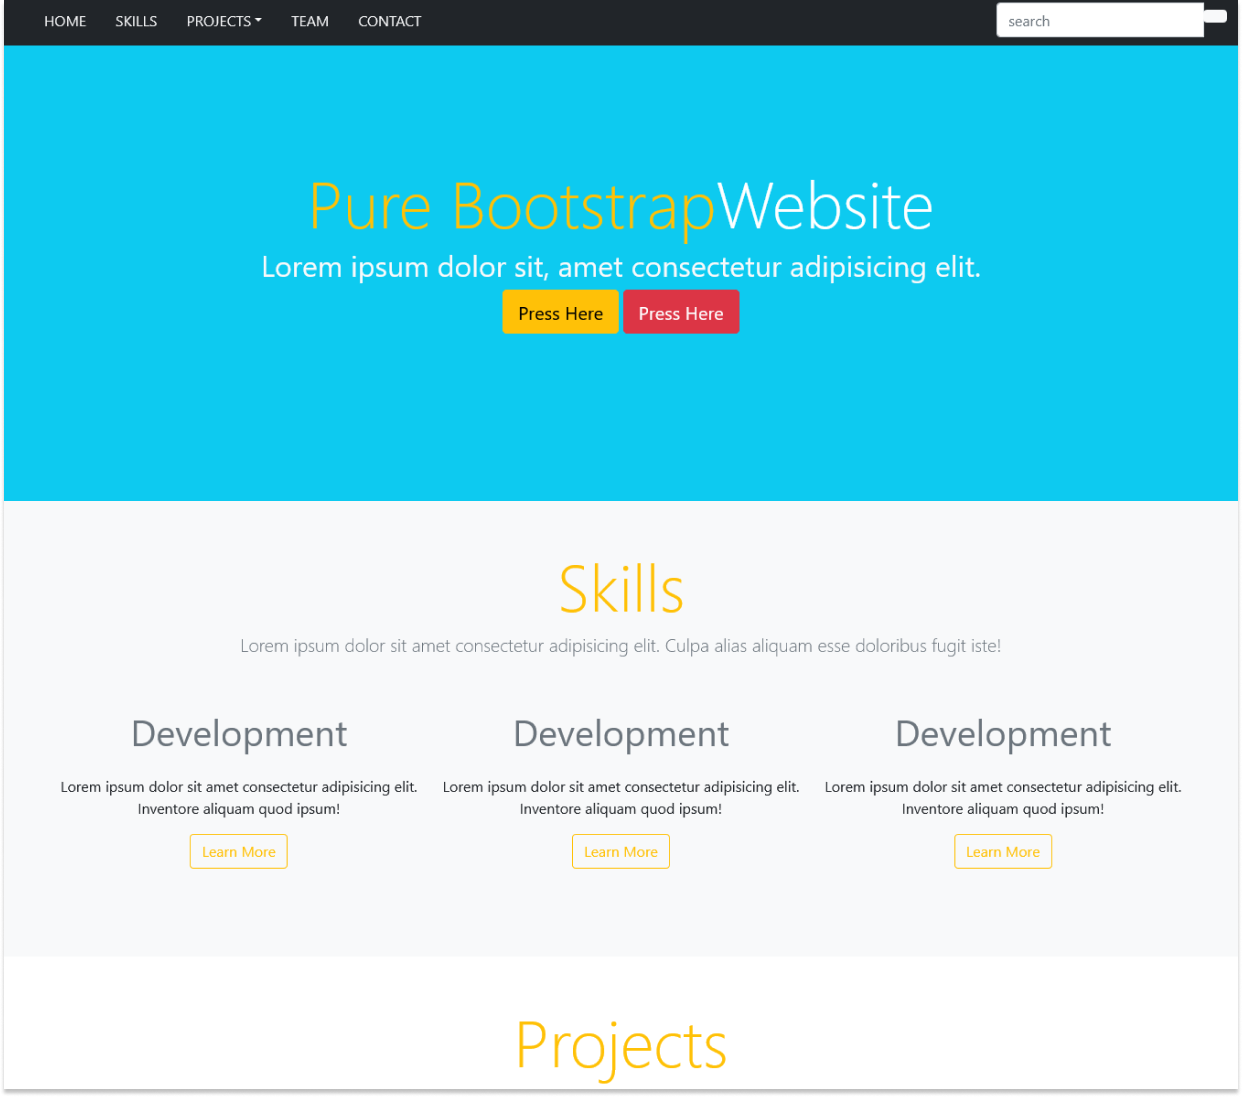 HOME SKILLS PROJECTS TEAM CONTACT search
Pure BootstrapWebsite
Lorem ipsum dolor sit, amet consectetur adipisicing elit.
Press Here Press Here
Skills
Lorem ipsum dolor sit amet consectetur adipisicing elit. Culpa alias aliquam esse doloribus fugit iste!
Development Development Development
Lorem ipsum dolor sit amet consectetur adipisicing elit. Lorem ipsum dolor sit amet consectetur adipisicing elit. Lorem ipsum dolor sit amet consectetur adipisicing elit.
Inventore aliquam quod ipsum! Inventore aliquam quod ipsum! Inventore aliquam quod ipsum!
Learn More Learn More Learn More
Projects